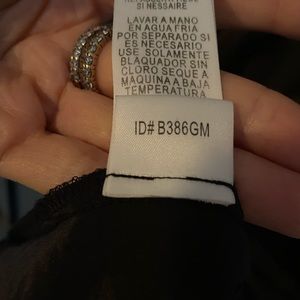 SI NESSAIRE
LAVAR A MANO
EN AGUA FRIA
POR SEPARADO SI
ES NECESARIO
USE SOLAMENTE
BLAQUADOR SIN
CLORO SEQUE A
MAQUINA A BAJA
TEMPERATURA
ID# B386GM